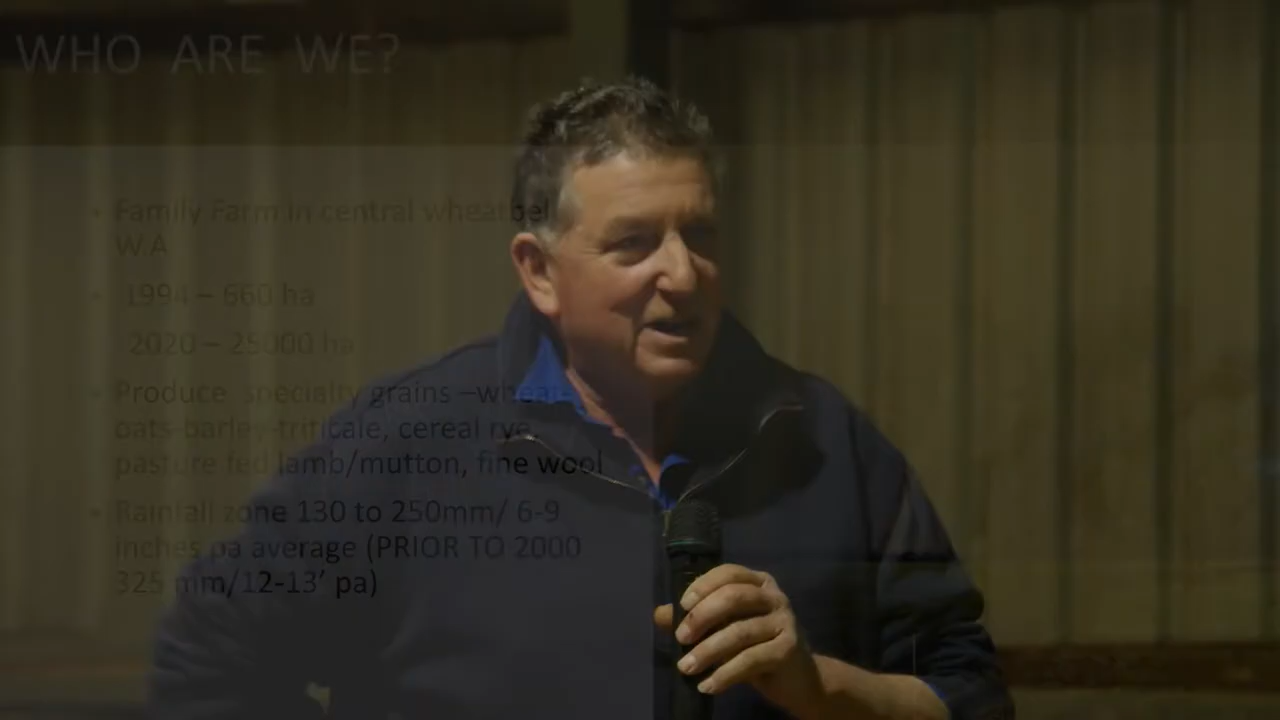 WHO ARE WE?
• Family Farm in central wheatbelt
W.A
• 1994 – 660 ha
2020 – 25000 ha
• Produce specialty grains –wheat-
oats-barley-triticale, cereal rye,
pasture fed lamb/mutton, fine wool
• Rainfall zone 130 to 250mm/ 6-9
inches pa average (PRIOR TO 2000
325 mm/12-13’ pa)